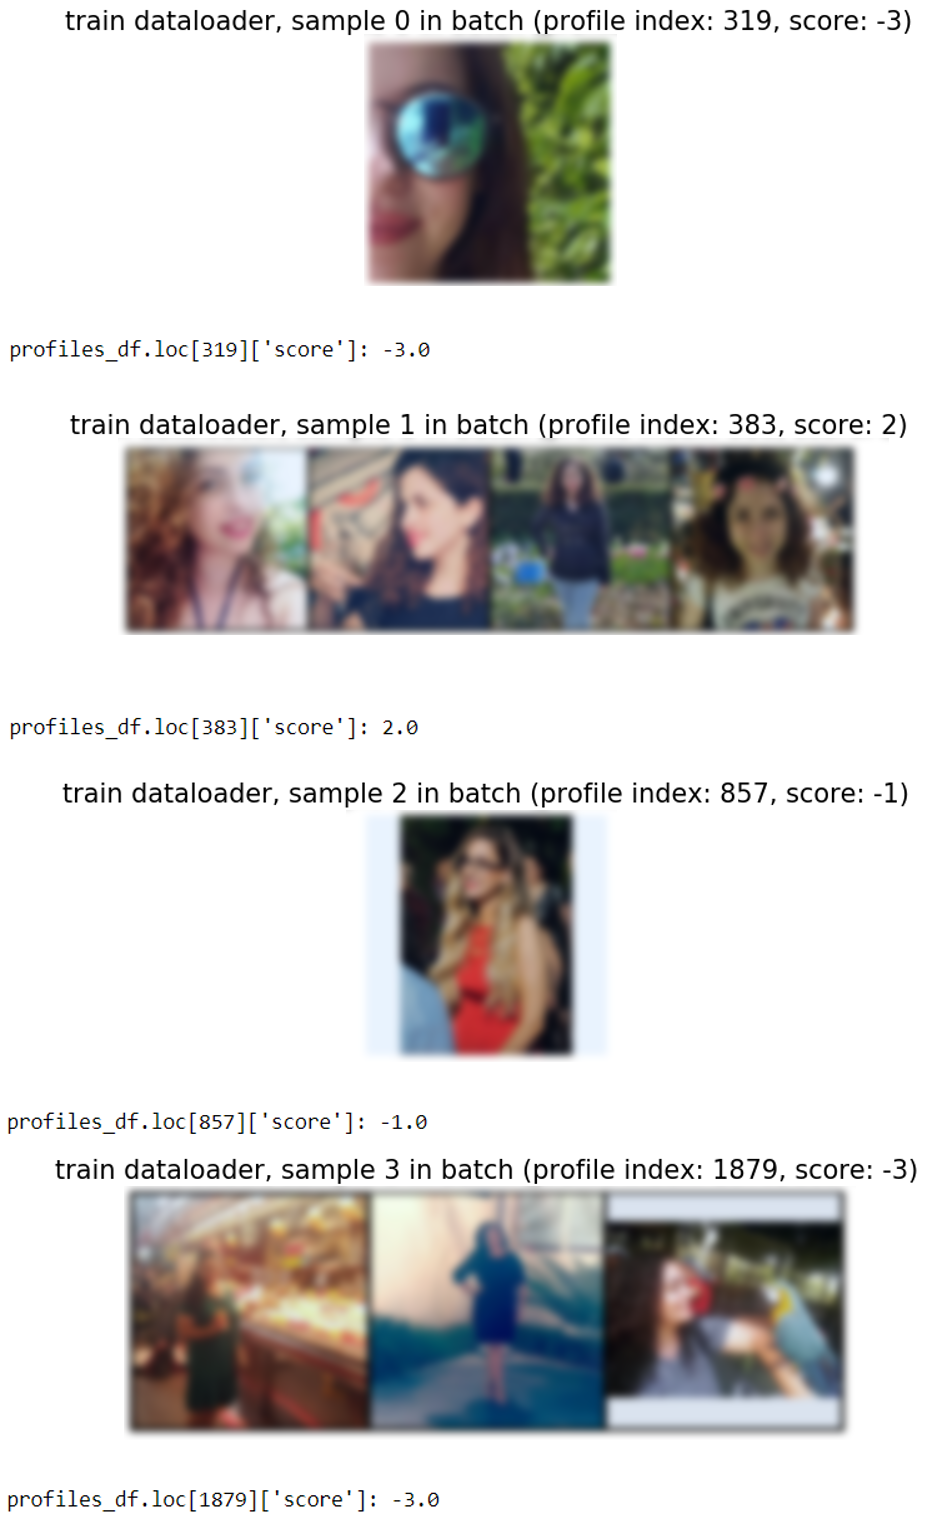 train dataloader, sample 0 in batch (profile index: 319, score: -3)
profiles_df.loc[319]['score']: -3.0
train dataloader, sample 1 in batch (profile index: 383, score: 2)
profiles_df.loc[383]['score']: 2.0
train dataloader, sample 2 in batch (profile index: 857, score: -1)
profiles_df.loc[857]['score']: -1.0
train dataloader, sample 3 in batch (profile index: 1879, score: -3)
profiles_df.loc[1879]['score']: -3.0